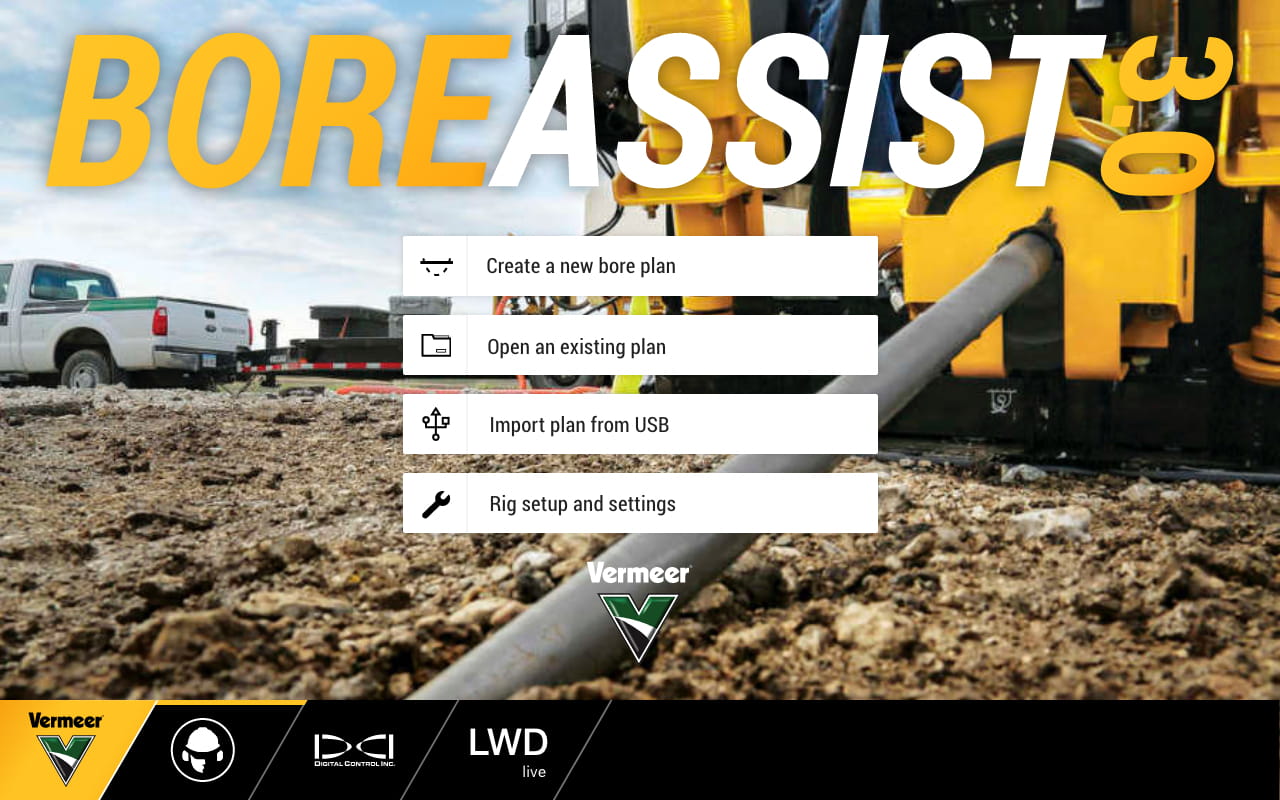 BOREASSIST 3.0
Create a new bore plan
Open an existing plan
Import plan from USB
Rig setup and settings
Vermeer
Vermeer
DCI
DIGITAL CONTROL INC.
LWD
live